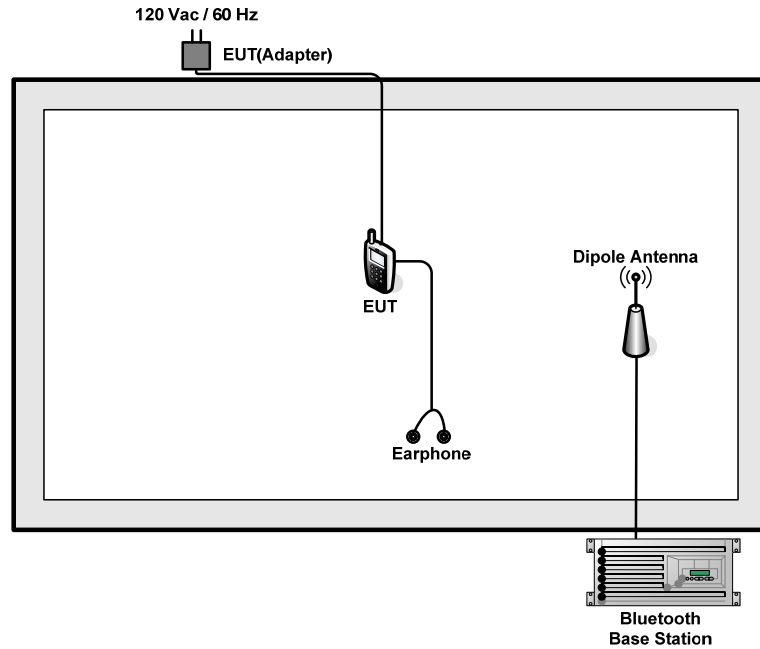 120 Vac / 60 Hz
EUT(Adapter)
Dipole Antenna
EUT
Earphone
Bluetooth
Base Station